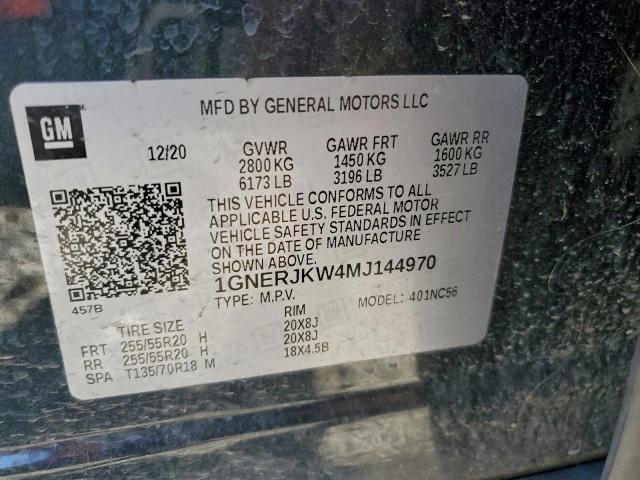 GM
MFD BY GENERAL MOTORS LLC
12/20
GVWR GAWR FRT GAWR RR
2800 KG 1450 KG 1600 KG
6173 LB 3196 LB 3527 LB
THIS VEHICLE CONFORMS TO ALL
APPLICABLE U.S. FEDERAL MOTOR
VEHICLE SAFETY STANDARDS IN EFFECT
ON THE DATE OF MANUFACTURE
SHOWN ABOVE.
457B
1GNERJKW4MJ144970
TYPE: M.P.V. MODEL: 401NC56
TIRE SIZE RIM
FRT 255/55R20 H 20X8J
RR 255/55R20 H 20X8J
SPA T135/70R18 M 18X4.5B